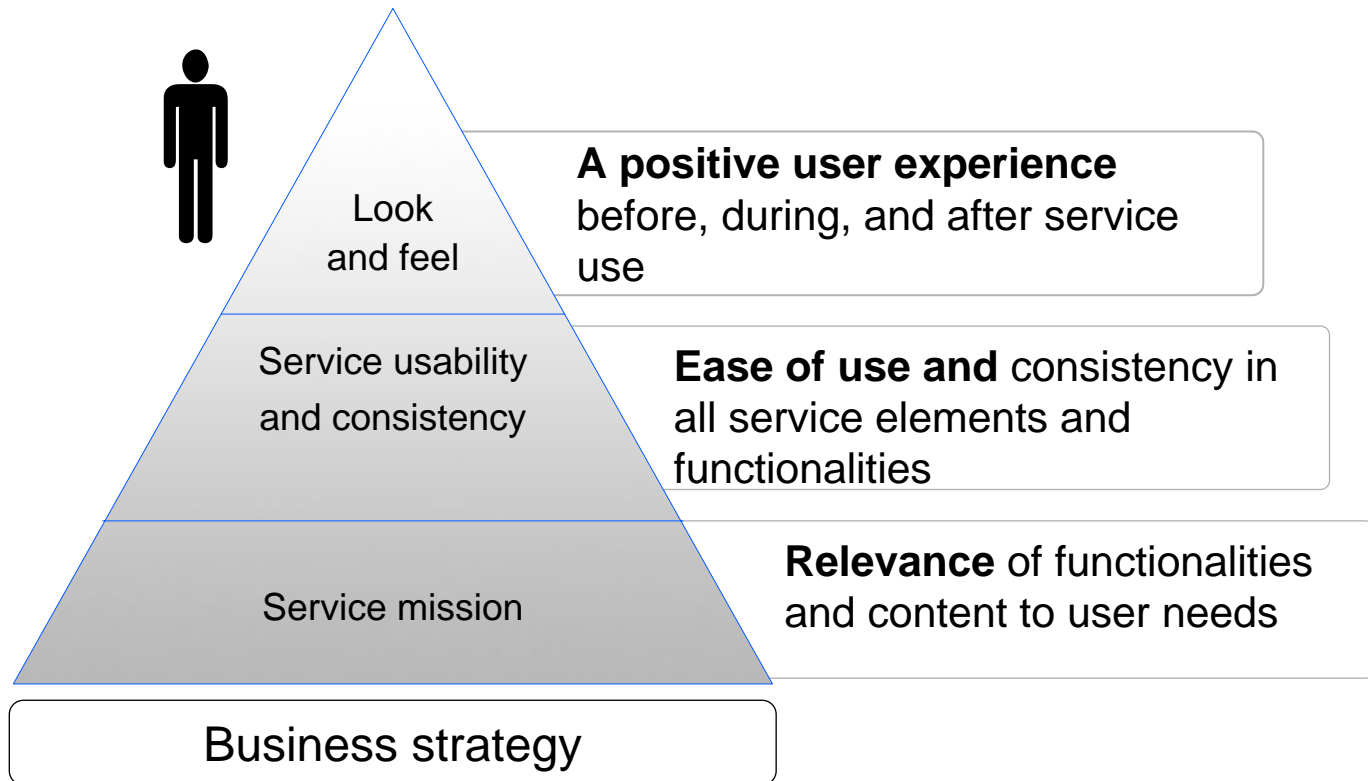 Look
and feel
A positive user experience
before, during, and after service
use
Service usability
and consistency
Ease of use and consistency in
all service elements and
functionalities
Service mission
Relevance of functionalities
and content to user needs
Business strategy